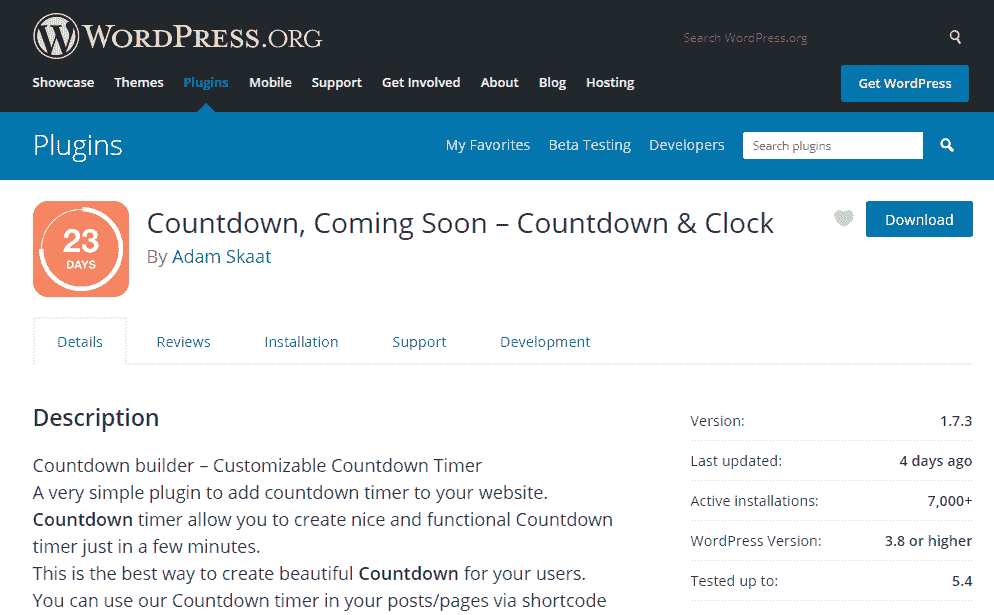 WORDPRESS.ORG
Search WordPress.org
Showcase Themes Plugins Mobile Support Get Involved About Blog Hosting
Get WordPress
Plugins
My Favorites Beta Testing Developers
Search plugins
23
DAYS
Countdown, Coming Soon – Countdown & Clock
By Adam Skaat
Download
Details Reviews Installation Support Development
Description
Countdown builder – Customizable Countdown Timer
A very simple plugin to add countdown timer to your website.
Countdown timer allow you to create nice and functional Countdown
timer just in a few minutes.
This is the best way to create beautiful Countdown for your users.
You can use our Countdown timer in your posts/pages via shortcode
Version: 1.7.3
Last updated: 4 days ago
Active installations: 7,000+
WordPress Version: 3.8 or higher
Tested up to: 5.4